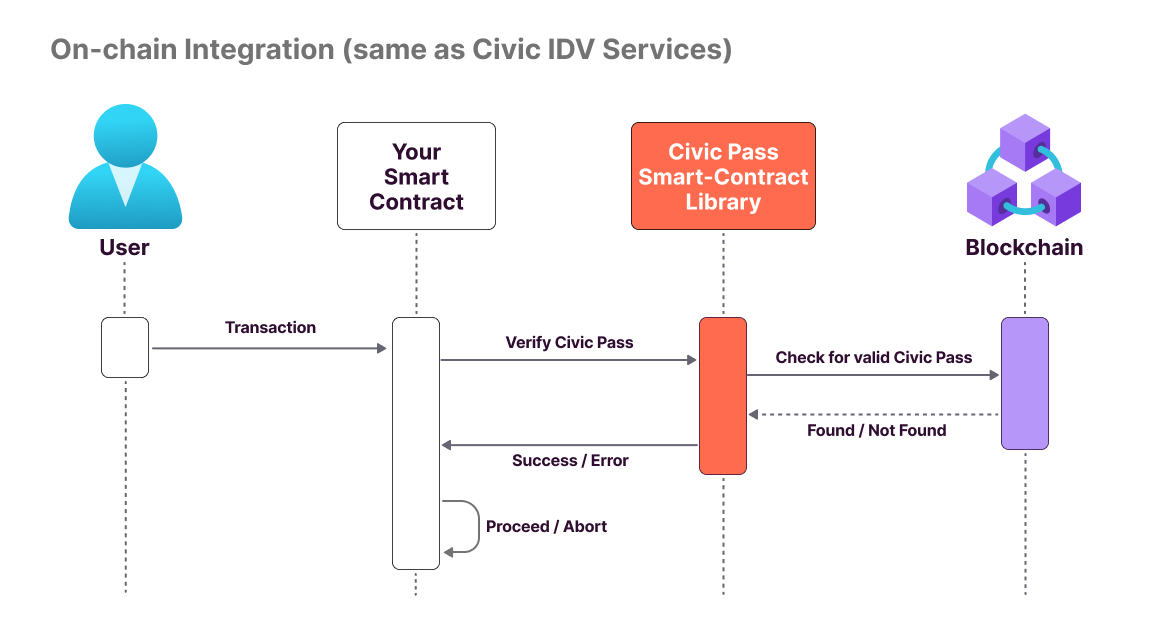 On-chain Integration (same as Civic IDV Services)
Your
Smart
Contract
Civic Pass
Smart-Contract
Library
User
Blockchain
Transaction
Verify Civic Pass
Check for valid Civic Pass
Found / Not Found
Success / Error
Proceed / Abort